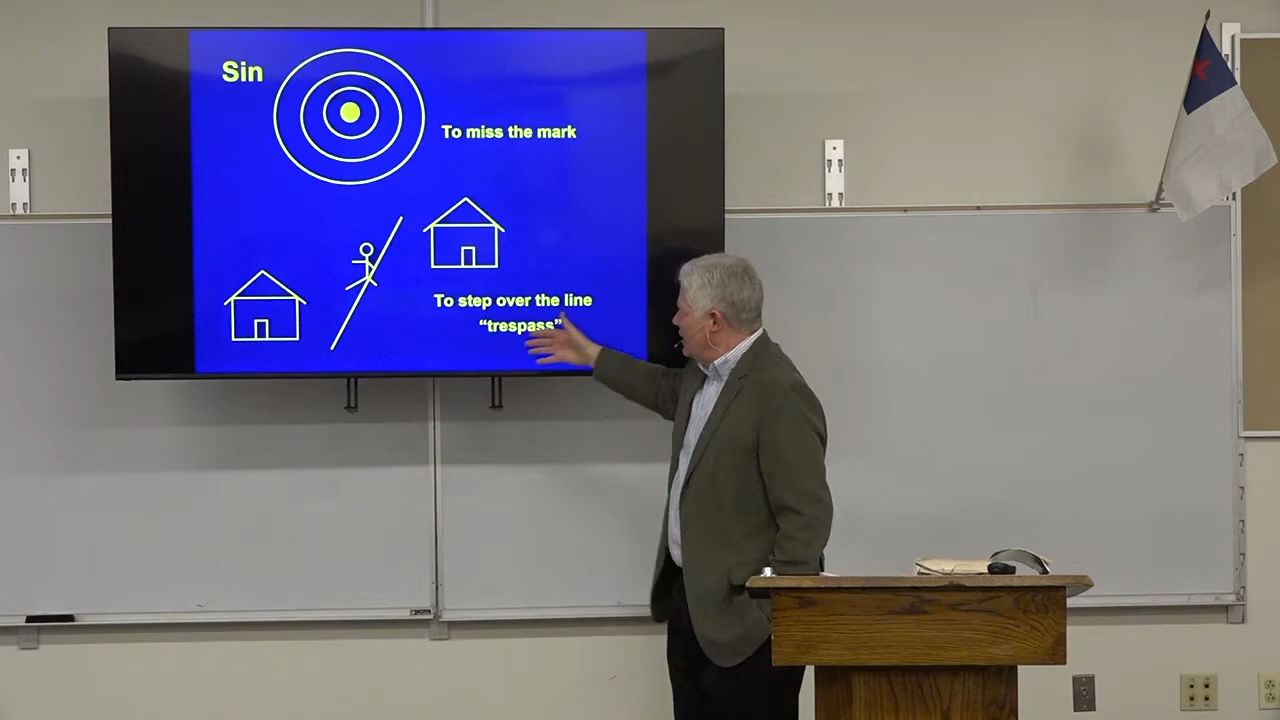 Sin
To miss the mark
To step over the line
“trespass”